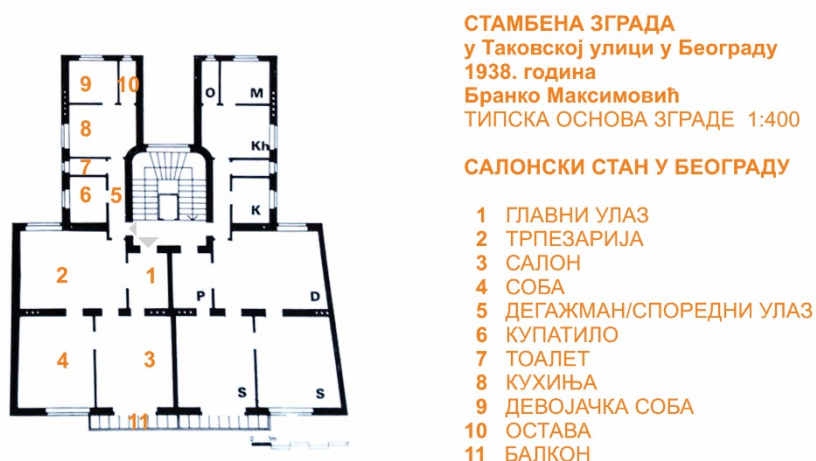 СТАМБЕНА ЗГРАДА
у Таковској улици у Београду
1938. година
Бранко Максимовић
ТИПСКА ОСНОВА ЗГРАДЕ 1:400
САЛОНСКИ СТАН У БЕОГРАДУ
1 ГЛАВНИ УЛАЗ
2 ТРПЕЗАРИЈА
3 САЛОН
4 СОБА
5 ДЕГАЖМАН/СПОРЕДНИ УЛАЗ
6 КУПАТИЛО
7 ТОАЛЕТ
8 КУХИЊА
9 ДЕВОЈАЧКА СОБА
10 ОСТАВА
11 БАЛКОН
9 10 O M
8 Kh
7
6 5 K
2 1 P D
4 3 S S
11